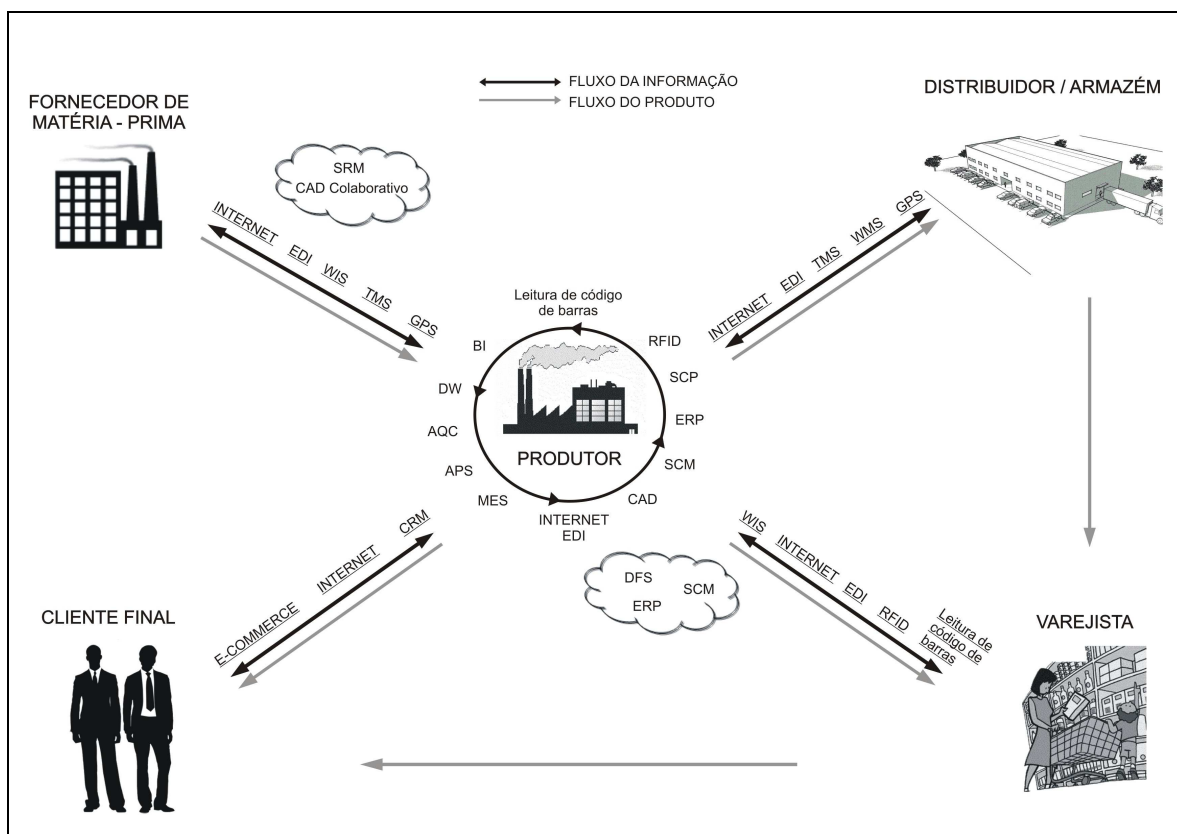 FLUXO DA INFORMAÇÃO
FLUXO DO PRODUTO
FORNECEDOR DE
MATÉRIA - PRIMA
DISTRIBUIDOR / ARMAZÉM
SRM
CAD Colaborativo
INTERNET EDI WIS TMS GPS
INTERNET EDI TMS WMS GPS
Leitura de código
de barras
RFID
SCP
ERP
SCM
CAD
INTERNET
EDI
MES
APS
AQC
DW
BI
PRODUTOR
CRM
INTERNET
E-COMMERCE
DFS
SCM
ERP
WIS INTERNET EDI RFID
Leitura de
código de
barras
CLIENTE FINAL
VAREJISTA